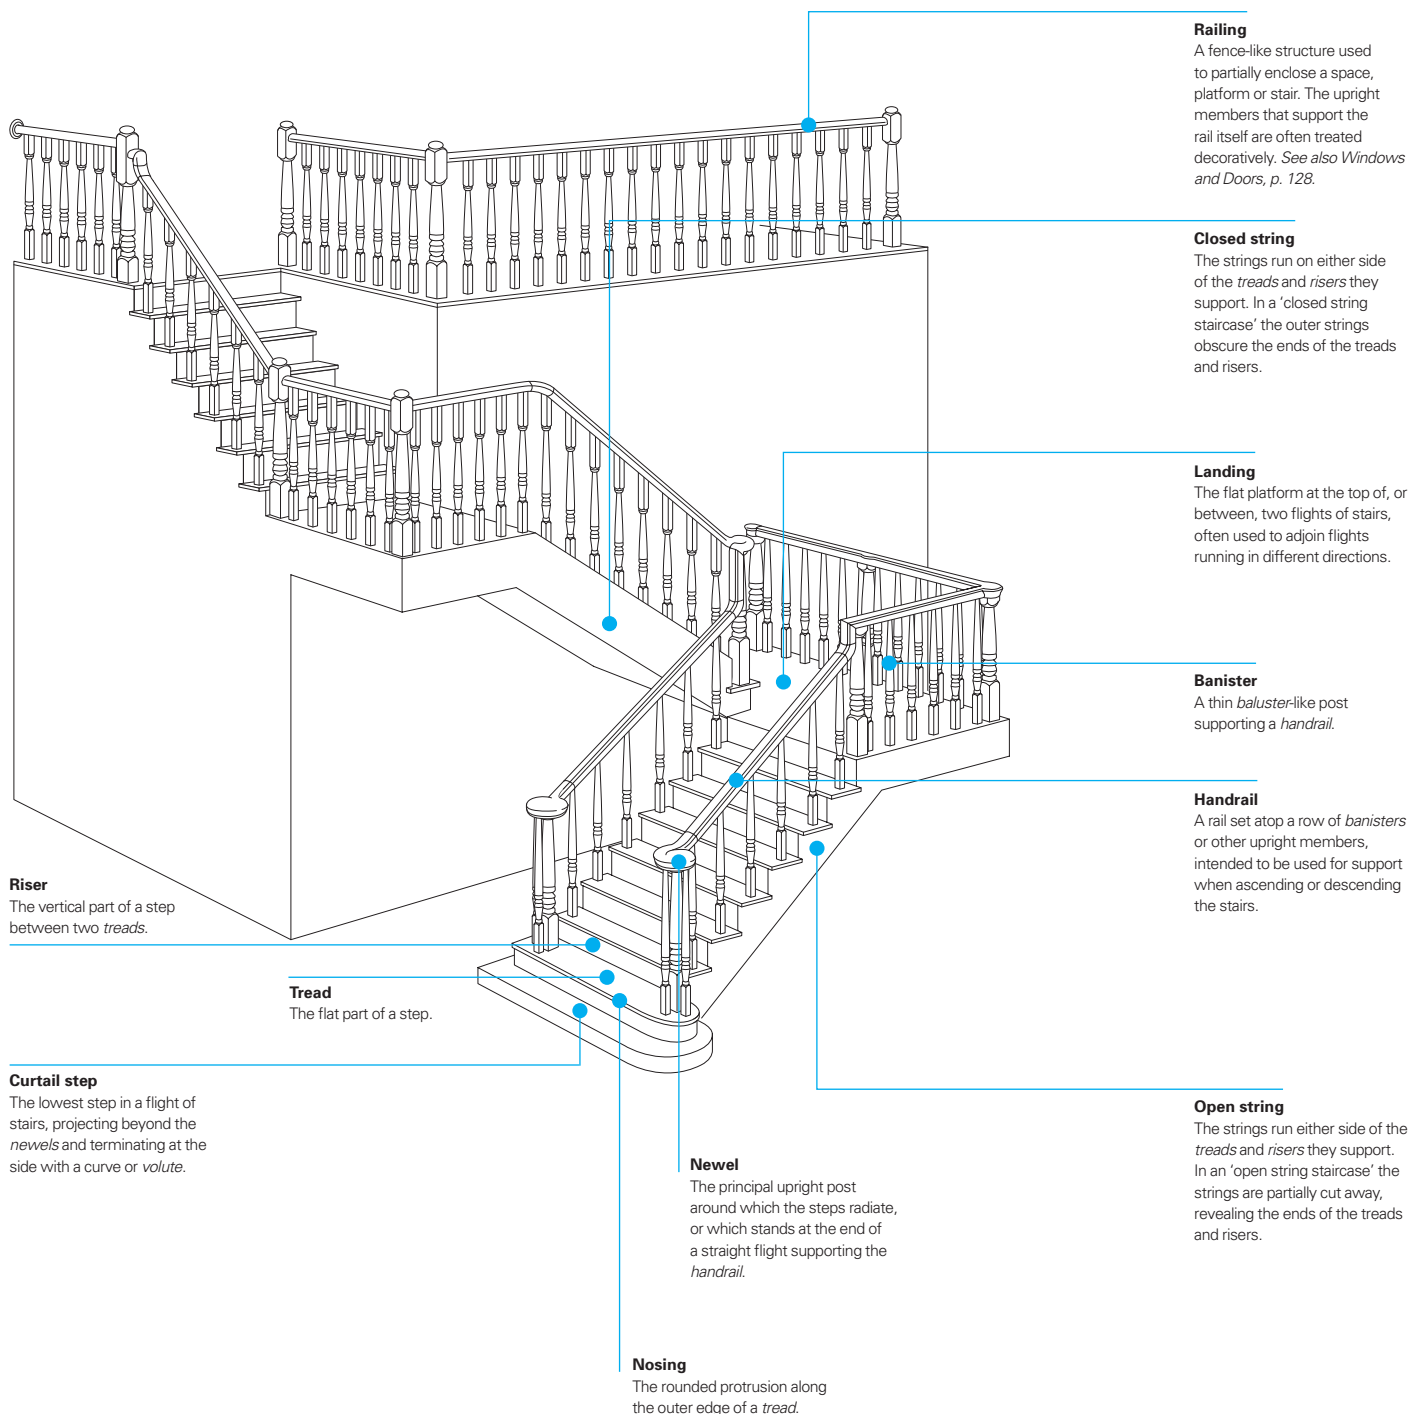 Railing
A fence-like structure used
to partially enclose a space,
platform or stair. The upright
members that support the
rail itself are often treated
decoratively. See also Windows
and Doors, p. 128.
Closed string
The strings run on either side
of the treads and risers they
support. In a ‘closed string
staircase’ the outer strings
obscure the ends of the treads
and risers.
Landing
The flat platform at the top of, or
between, two flights of stairs,
often used to adjoin flights
running in different directions.
Banister
A thin baluster-like post
supporting a handrail.
Handrail
A rail set atop a row of banisters
or other upright members,
intended to be used for support
when ascending or descending
the stairs.
Riser
The vertical part of a step
between two treads.
Tread
The flat part of a step.
Curtail step
The lowest step in a flight of
stairs, projecting beyond the
newels and terminating at the
side with a curve or volute.
Newel
The principal upright post
around which the steps radiate,
or which stands at the end of
a straight flight supporting the
handrail.
Open string
The strings run either side of the
treads and risers they support.
In an ‘open string staircase’ the
strings are partially cut away,
revealing the ends of the treads
and risers.
Nosing
The rounded protrusion along
the outer edge of a tread.